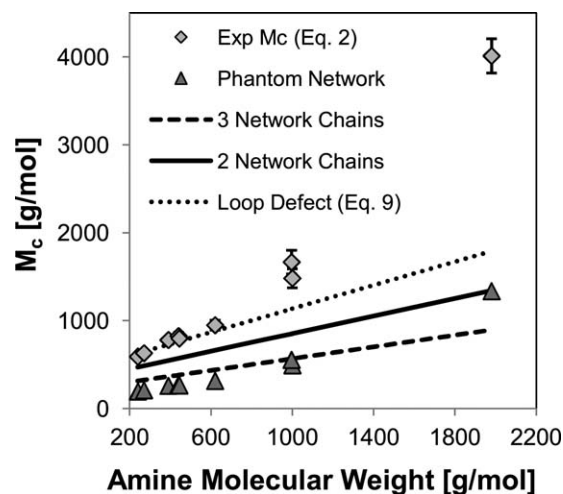 4000
3000
2000
1000
0
Mc [g/mol]
Exp Mc (Eq. 2)
Phantom Network
3 Network Chains
2 Network Chains
Loop Defect (Eq. 9)
200 600 1000 1400 1800 2200
Amine Molecular Weight [g/mol]